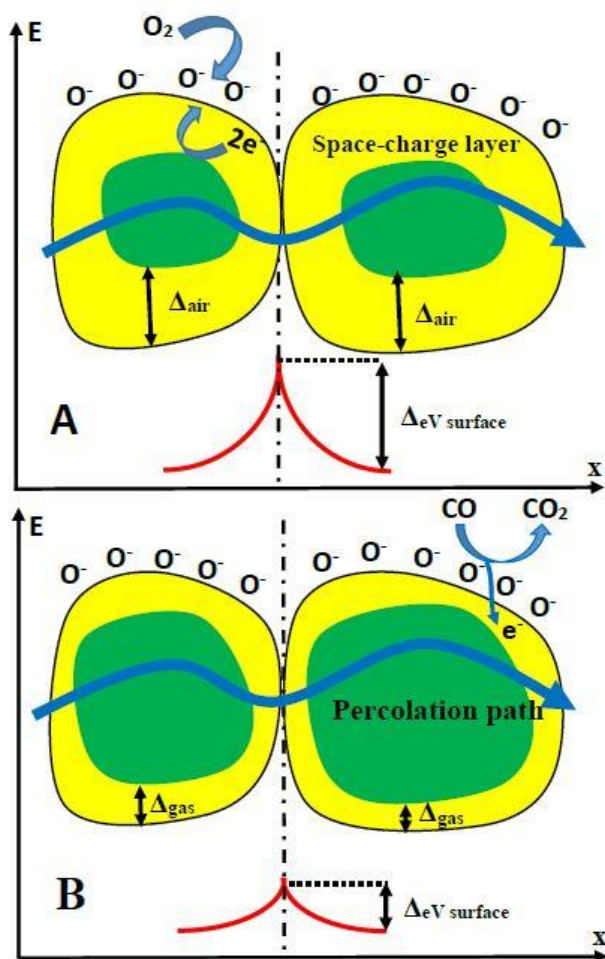 E
O₂
O⁻ O⁻ O⁻ O⁻ O⁻ O⁻ O⁻ O⁻ O⁻ O⁻
2e⁻
Space-charge layer
Δair
Δair
A
ΔeV surface
x
E
CO CO₂
O⁻ O⁻ O⁻ O⁻ O⁻ O⁻ O⁻ O⁻ O⁻ O⁻ O⁻
e⁻
Percolation path
Δgas
Δgas
B
ΔeV surface
x